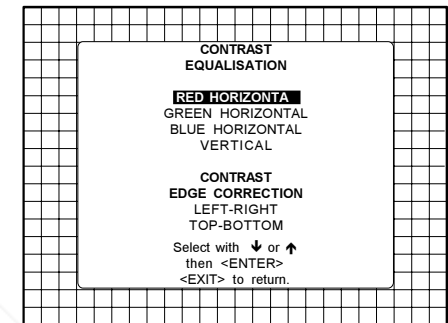 CONTRAST
EQUALISATION
RED HORIZONTA
GREEN HORIZONTAL
BLUE HORIZONTAL
VERTICAL
CONTRAST
EDGE CORRECTION
LEFT-RIGHT
TOP-BOTTOM
Select with ↓ or ↑
then <ENTER>
<EXIT> to return.